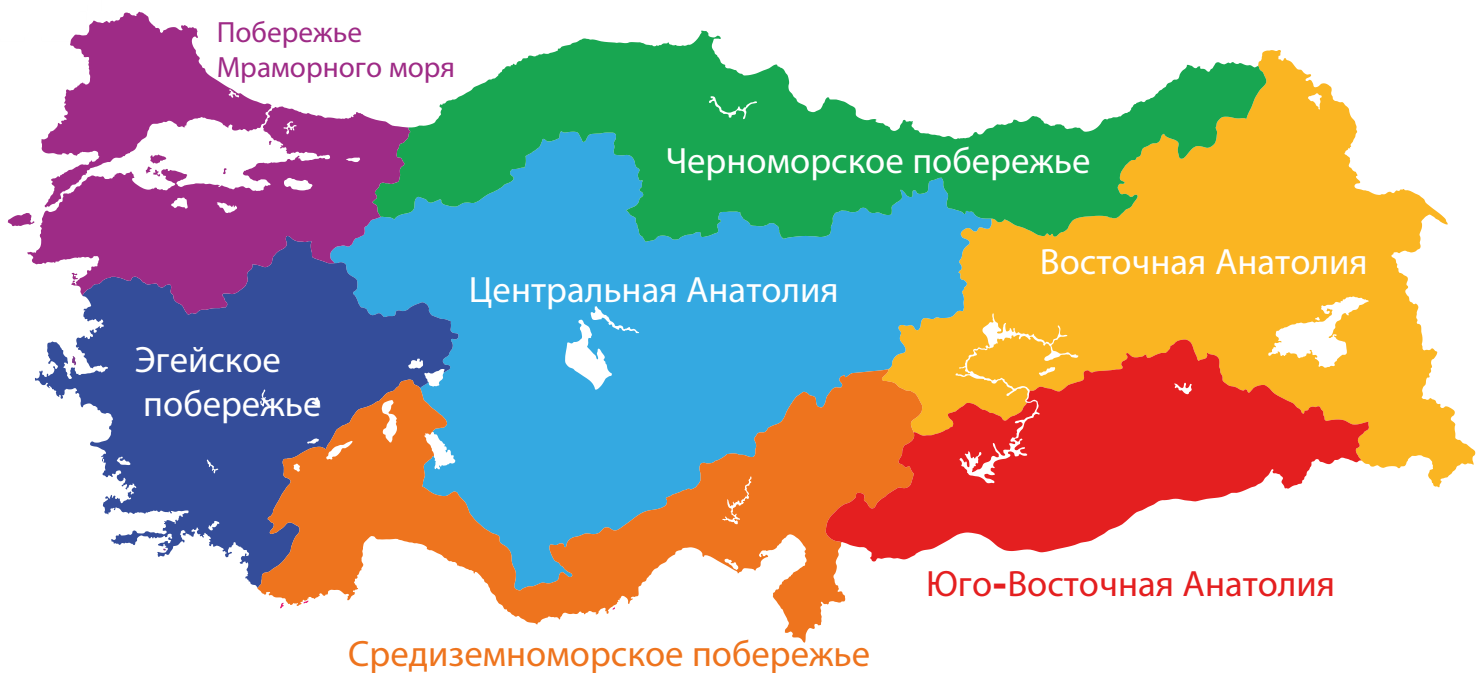 Побережье
Мраморного моря
Черноморское побережье
Восточная Анатолия
Центральная Анатолия
Эгейское
побережье
Юго-Восточная Анатолия
Средиземноморское побережье